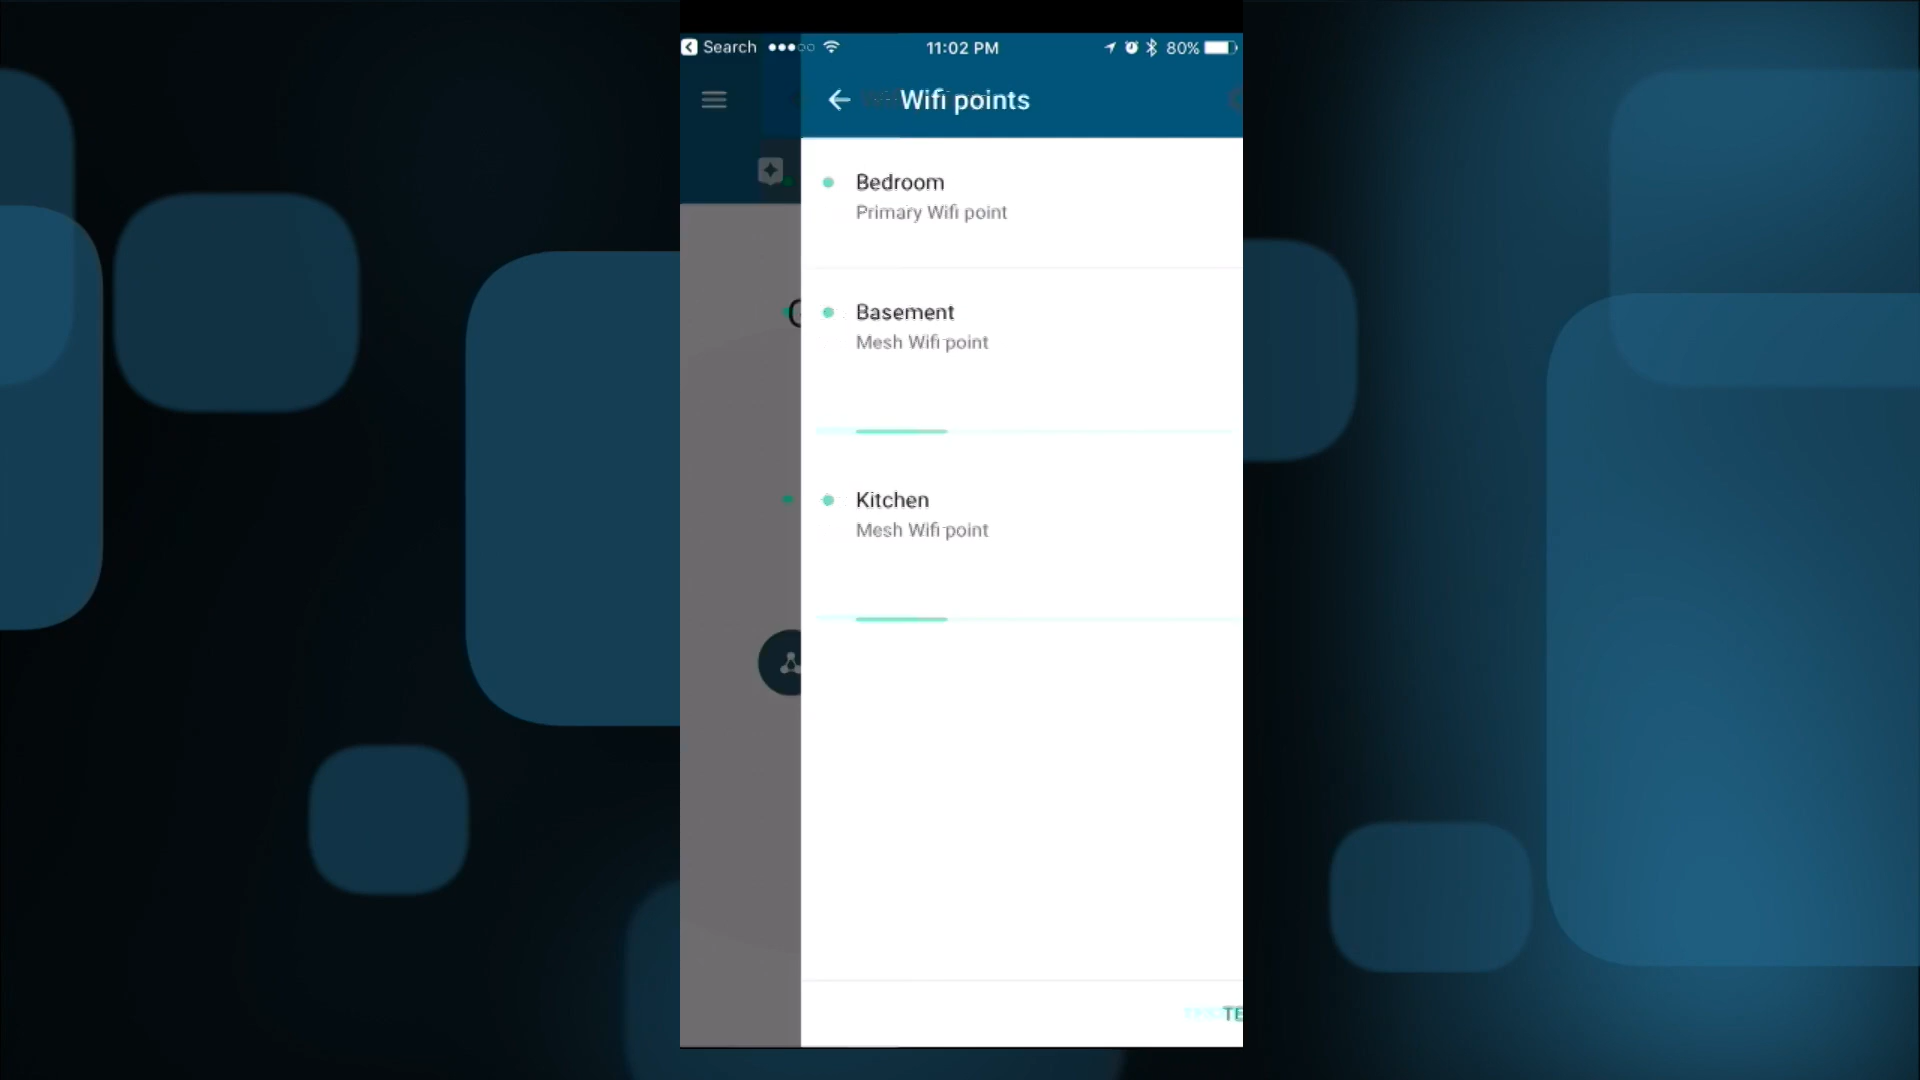 Search
11:02 PM
80%
Wifi points
Bedroom
Primary Wifi point
Basement
Mesh Wifi point
Kitchen
Mesh Wifi point
TE